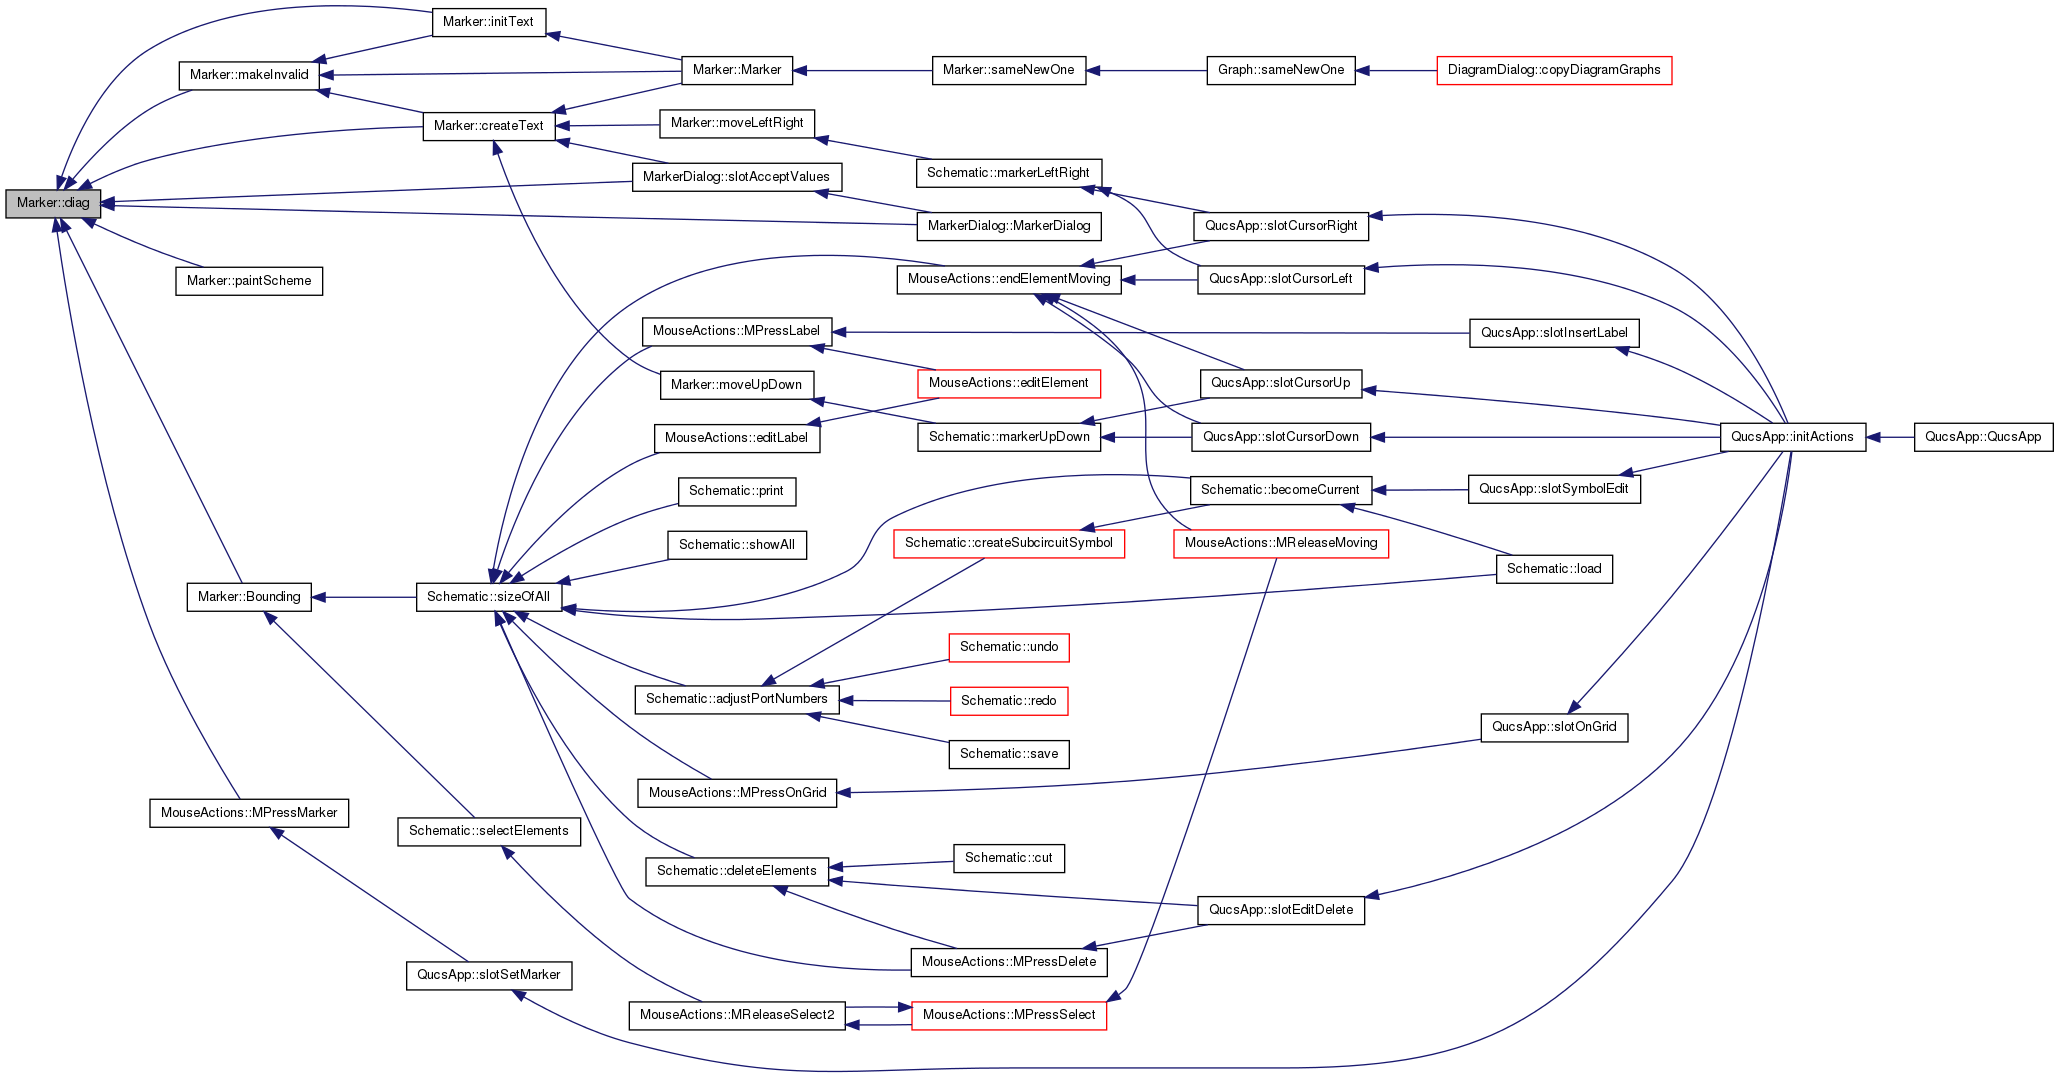 Marker::initText
Marker::makeInvalid
Marker::Marker
Marker::sameNewOne
Graph::sameNewOne
DiagramDialog::copyDiagramGraphs
Marker::createText
Marker::moveLeftRight
MarkerDialog::slotAcceptValues
Schematic::markerLeftRight
Marker::diag
MarkerDialog::MarkerDialog
QucsApp::slotCursorRight
Marker::paintScheme
MouseActions::endElementMoving
QucsApp::slotCursorLeft
MouseActions::MPressLabel
QucsApp::slotInsertLabel
Marker::moveUpDown
MouseActions::editElement
QucsApp::slotCursorUp
MouseActions::editLabel
Schematic::markerUpDown
QucsApp::slotCursorDown
QucsApp::initActions
QucsApp::QucsApp
Schematic::print
Schematic::becomeCurrent
QucsApp::slotSymbolEdit
Schematic::showAll
Schematic::createSubcircuitSymbol
MouseActions::MReleaseMoving
Schematic::load
Marker::Bounding
Schematic::sizeOfAll
Schematic::undo
Schematic::adjustPortNumbers
Schematic::redo
QucsApp::slotOnGrid
Schematic::save
MouseActions::MPressOnGrid
MouseActions::MPressMarker
Schematic::selectElements
Schematic::deleteElements
Schematic::cut
QucsApp::slotEditDelete
MouseActions::MPressDelete
QucsApp::slotSetMarker
MouseActions::MReleaseSelect2
MouseActions::MPressSelect